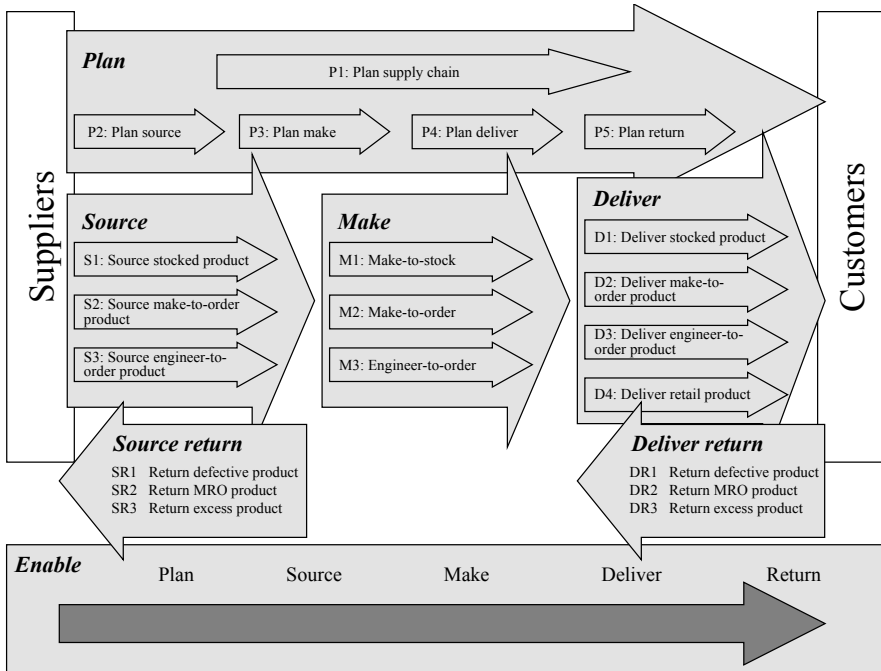 Plan
P1: Plan supply chain
P2: Plan source
P3: Plan make
P4: Plan deliver
P5: Plan return
Suppliers
Customers
Source
S1: Source stocked product
S2: Source make-to-order
product
S3: Source engineer-to-
order product
Make
M1: Make-to-stock
M2: Make-to-order
M3: Engineer-to-order
Deliver
D1: Deliver stocked product
D2: Deliver make-to-
order product
D3: Deliver engineer-to-
order product
D4: Deliver retail product
Source return
SR1 Return defective product
SR2 Return MRO product
SR3 Return excess product
Deliver return
DR1 Return defective product
DR2 Return MRO product
DR3 Return excess product
Enable
Plan Source Make Deliver Return